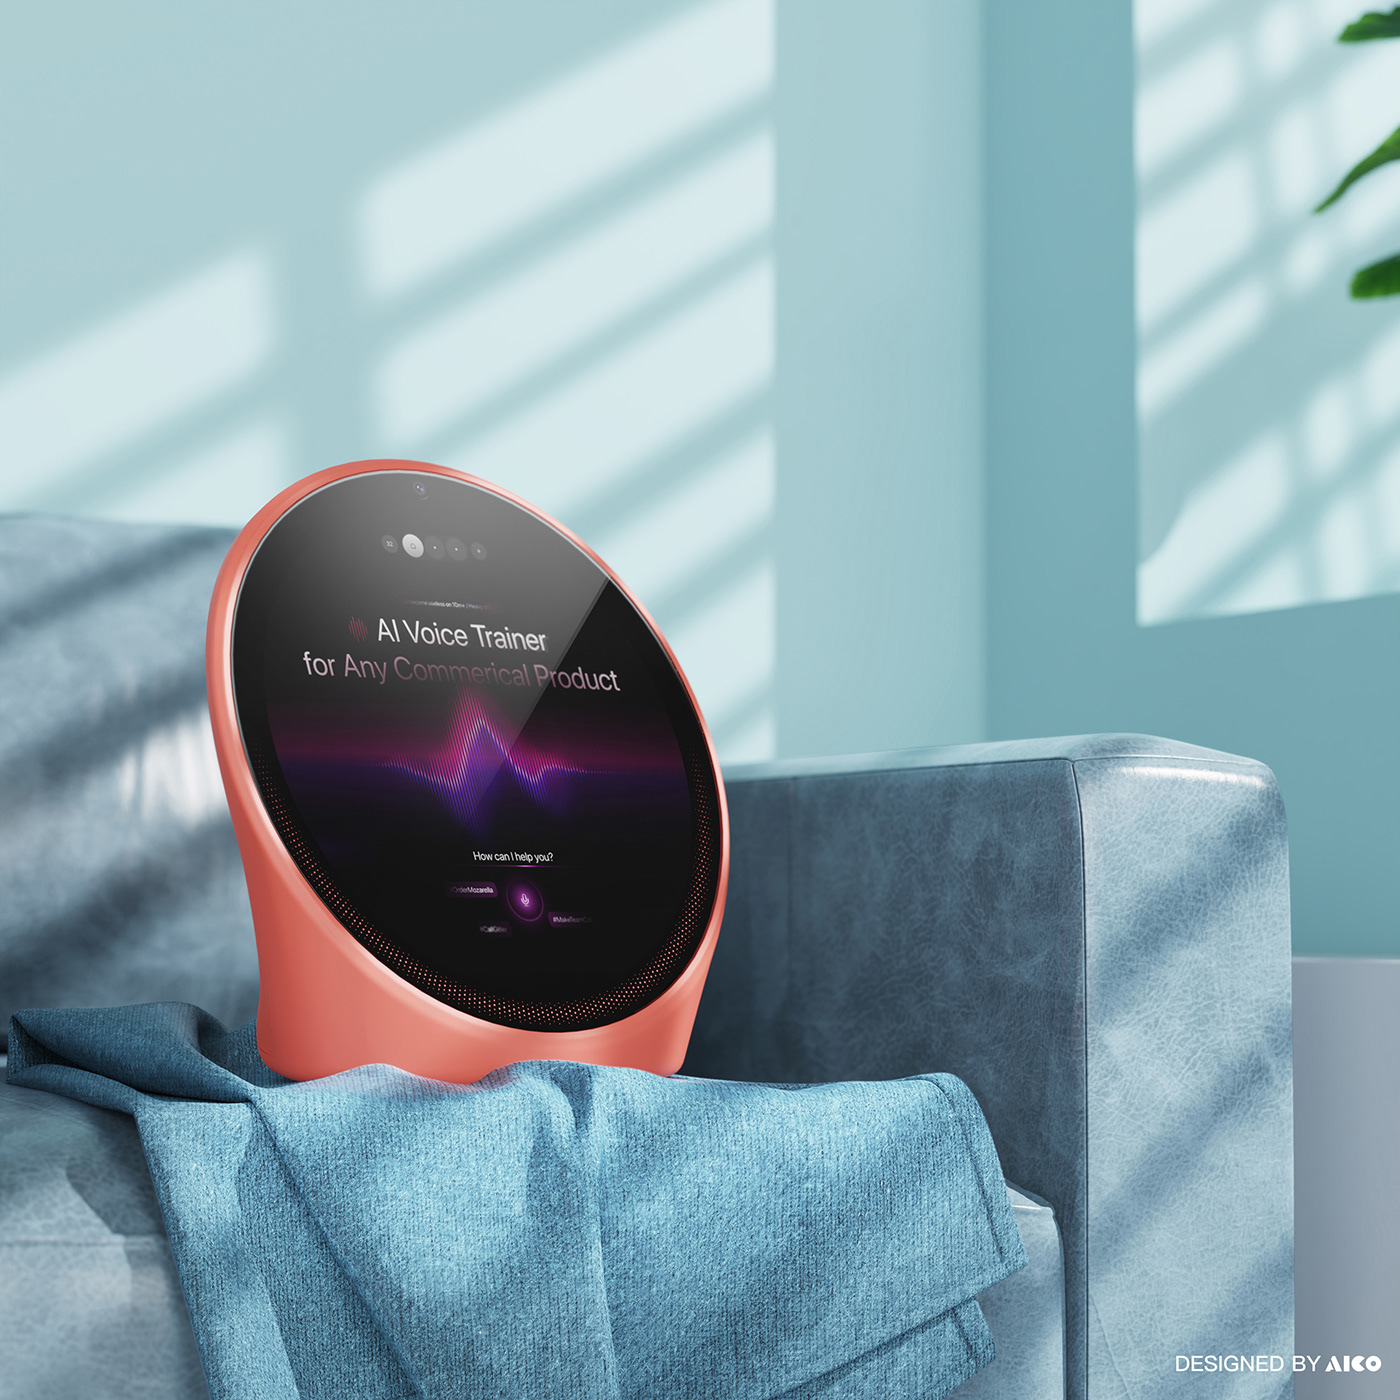 AI Voice Trainer
for Any Commerical Product
How can I help you?
#OrderMozarella
DESIGNED BY AICO